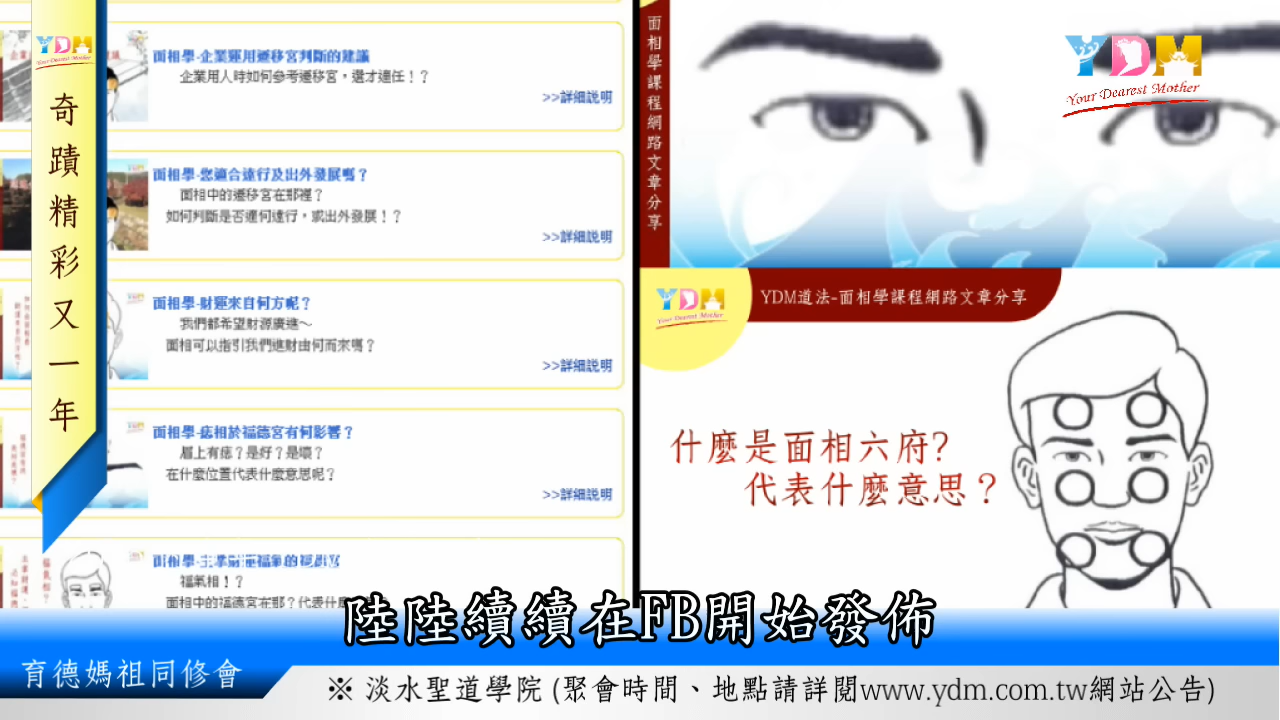 YDM
Your Dearest Mother
奇蹟精彩又一年
面相學-企業運用遷移宮判斷的建議
企業用人時如何參考遷移宮，選才適任！？
>>詳細說明
面相學-您適合遠行及出外發展嗎？
面相中的遷移宮在那裡？
如何判斷是否適何遠行，或出外發展！？
>>詳細說明
面相學-財運來自何方呢？
我們都希望財源廣進～
面相可以指引我們進財由何而來嗎？
>>詳細說明
面相學-痣相於福德宮有何影響？
眉上有痣？是好？是壞？
在什麼位置代表什麼意思呢？
>>詳細說明
福氣相！？
面相學課程網路文章分享
YDM
Your Dearest Mother
YDM
Your Dearest Mother
YDM道法-面相學課程網路文章分享
什麼是面相六府?
代表什麼意思？
陸陸續續在FB開始發佈
育德媽祖同修會
※ 淡水聖道學院 (聚會時間、地點請詳閱www.ydm.com.tw網站公告)